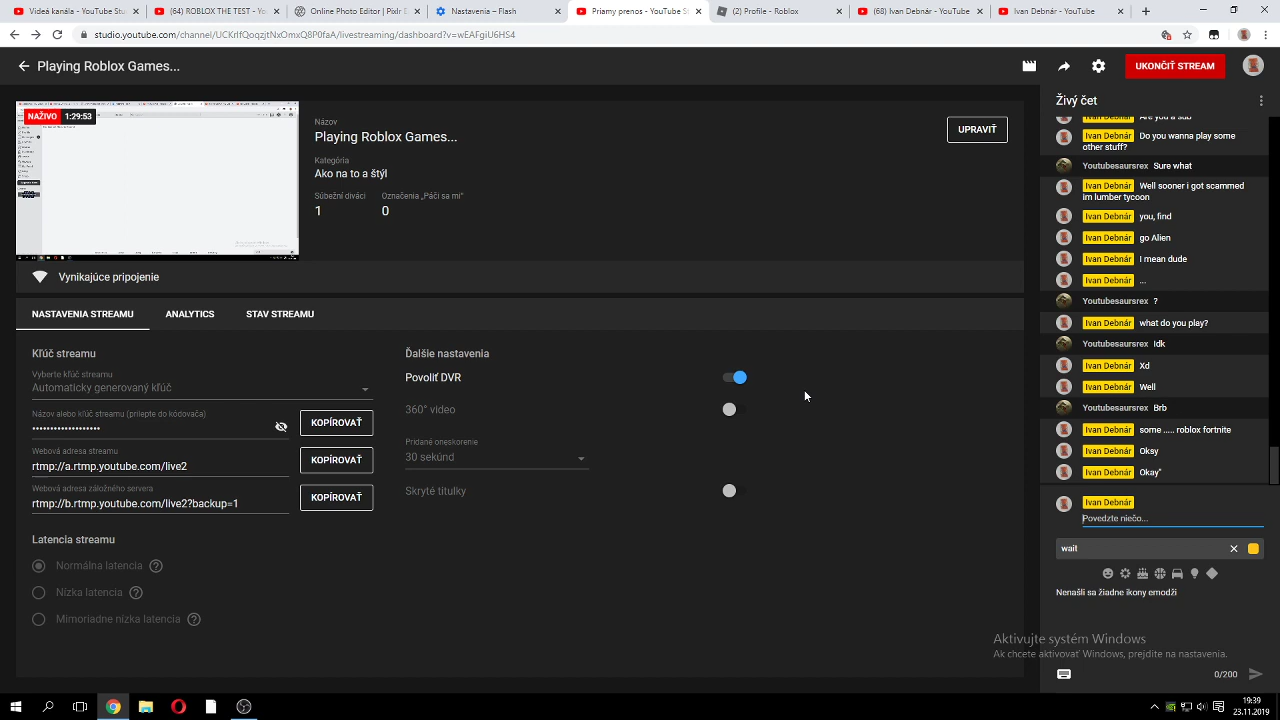 Videá kanála - YouTube St
(64) ROBLOX THE TEST - Yo
Online Photo Editor | Pixlr E
Nastavenia – Flash
Priamy prenos - YouTube S
(2) Profile - Roblox
(68) Ivan Debnár - YouTube
Ivan Debnár - YouTube
studio.youtube.com/channel/UCKrlfQoqzjtNxOmxQ8P0faA/livestreaming/dashboard?v=wEAFgiU6HS4
Playing Roblox Games...
UKONČIŤ STREAM
NAŽIVO 1:29:53
Názov
Playing Roblox Games...
UPRAVIŤ
Kategória
Ako na to a štýl
Súbežní diváci
Označenia „Páči sa mi“
1
0
Vynikajúce pripojenie
NASTAVENIA STREAMU
ANALYTICS
STAV STREAMU
Kľúč streamu
Vyberte kľúč streamu
Automaticky generovaný kľúč
Názov alebo kľúč streamu (prilepte do kódovača)
KOPÍROVAŤ
Webová adresa streamu
rtmp://a.rtmp.youtube.com/live2
KOPÍROVAŤ
Webová adresa záložného servera
rtmp://b.rtmp.youtube.com/live2?backup=1
KOPÍROVAŤ
Latencia streamu
Normálna latencia
Nízka latencia
Mimoriadne nízka latencia
Ďalšie nastavenia
Povoliť DVR
360° video
Pridané oneskorenie
30 sekúnd
Skryté titulky
Živý čet
Ivan Debnár Are you a sub
Ivan Debnár Do you wanna play some
other stuff?
Youtubesaursrex Sure what
Ivan Debnár Well sooner i got scammed
im lumber tycoon
Ivan Debnár you, find
Ivan Debnár go Alien
Ivan Debnár I mean dude
Ivan Debnár ...
Youtubesaursrex ?
Ivan Debnár what do you play?
Youtubesaursrex Idk
Ivan Debnár Xd
Ivan Debnár Well
Youtubesaursrex Brb
Ivan Debnár some ..... roblox fortnite
Ivan Debnár Oksy
Ivan Debnár Okay*
Ivan Debnár
Povedzte niečo...
wait
Nenašli sa žiadne ikony emodži
Aktivujte systém Windows
Ak chcete aktivovať Windows, prejdite na nastavenia.
0/200
19:39
23.11.2019